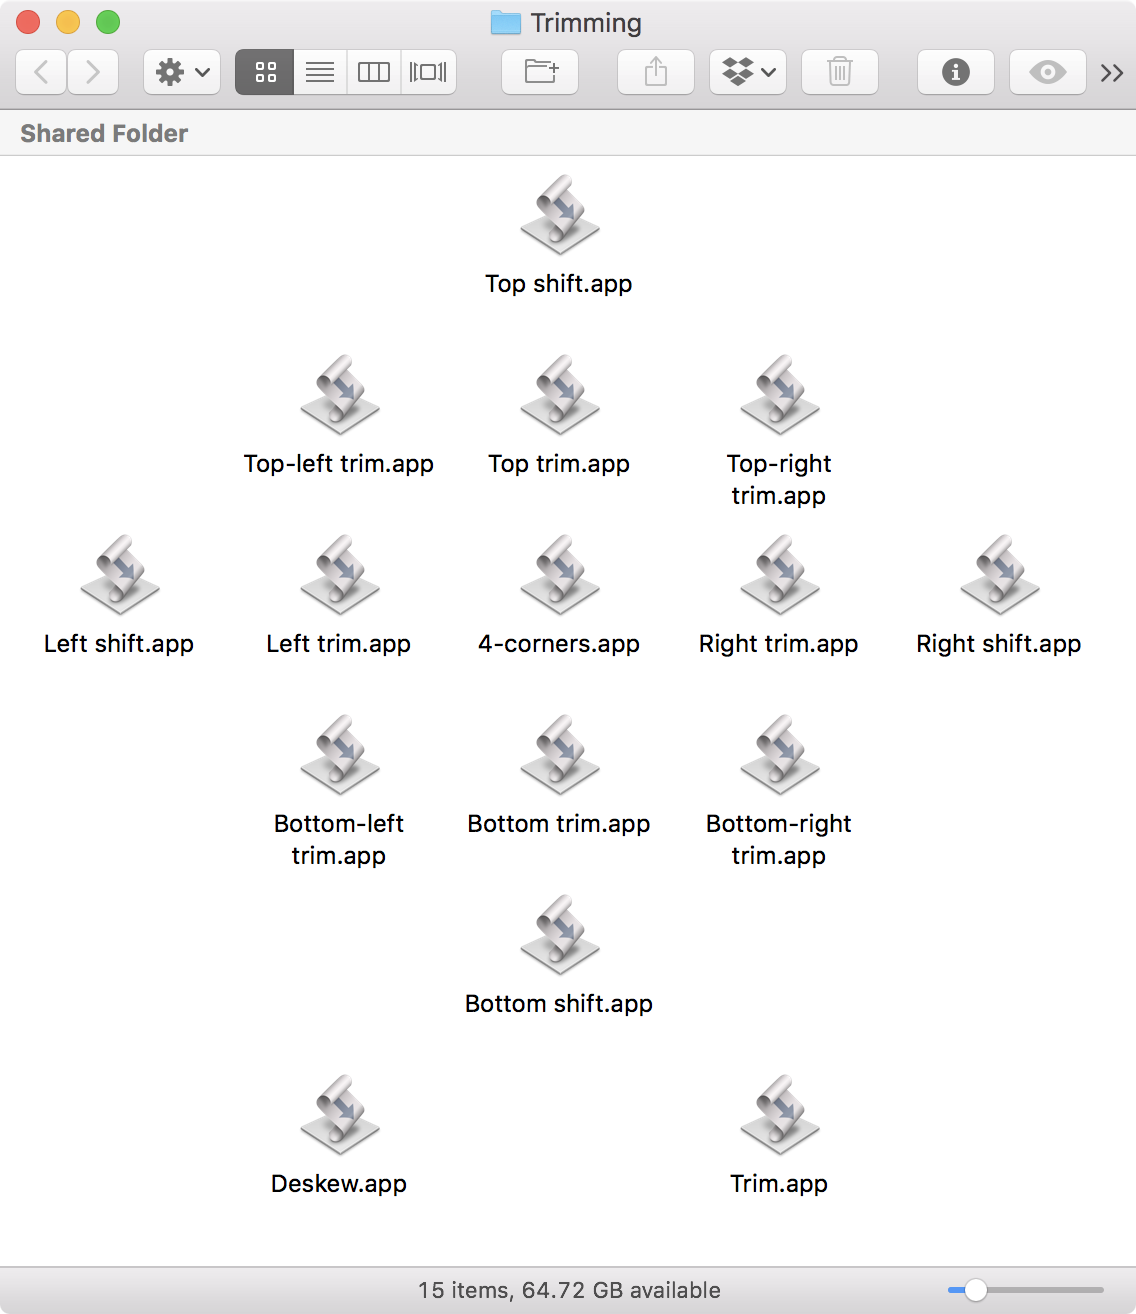 Trimming
Shared Folder
Top shift.app
Top-left trim.app Top trim.app Top-right
trim.app
Left shift.app Left trim.app 4-corners.app Right trim.app Right shift.app
Bottom-left Bottom trim.app Bottom-right
trim.app trim.app
Bottom shift.app
Deskew.app Trim.app
15 items, 64.72 GB available